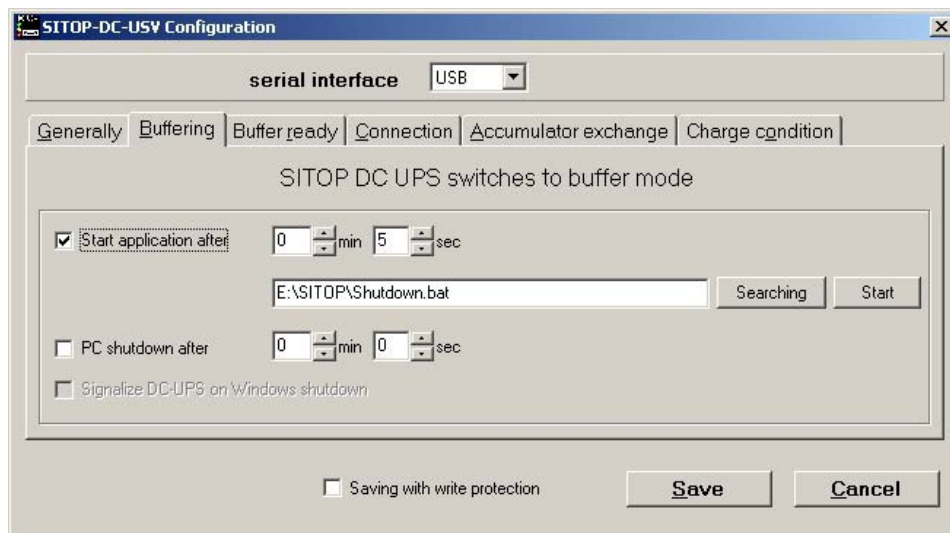 SITOP-DC-USV Configuration
serial interface USB
Generally Buffering Buffer ready Connection Accumulator exchange Charge condition
SITOP DC UPS switches to buffer mode
Start application after 0 min 5 sec
E:\SITOP\Shutdown.bat Searching Start
PC shutdown after 0 min 0 sec
Signalize DC-UPS on Windows shutdown
Saving with write protection Save Cancel